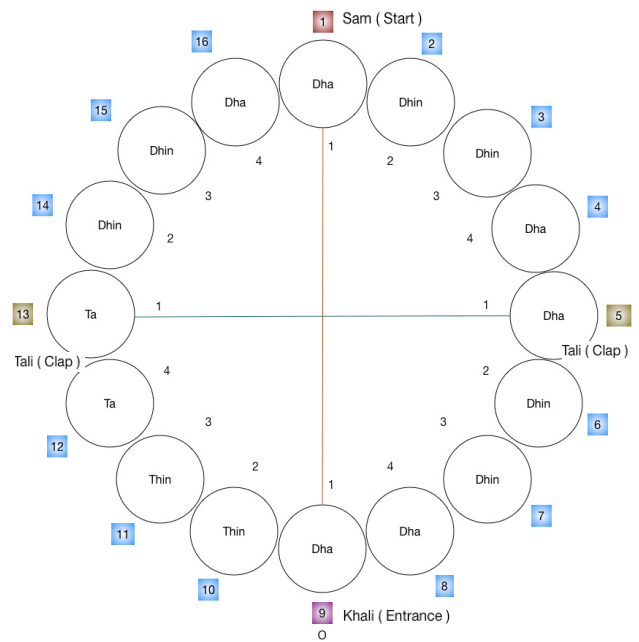 1 Sam ( Start )
16
2
Dha
Dha
Dhin
15
3
1
Dhin
4
2
Dhin
3
3
14
4
Dhin
2
4
Dha
13
Ta
1
1
Dha
5
Tali ( Clap )
Tali ( Clap )
4
2
Ta
Dhin
12
3
3
6
Thin
2
4
Dhin
1
11
7
Thin
Dha
Dha
10
8
9 Khali ( Entrance )
O